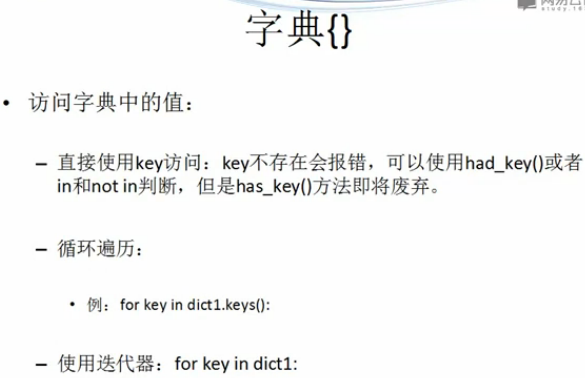 字典{}
• 访问字典中的值：
– 直接使用key访问：key不存在会报错，可以使用had_key()或者
in和not in判断，但是has_key()方法即将废弃。
– 循环遍历：
• 例：for key in dict1.keys():
– 使用迭代器：for key in dict1: